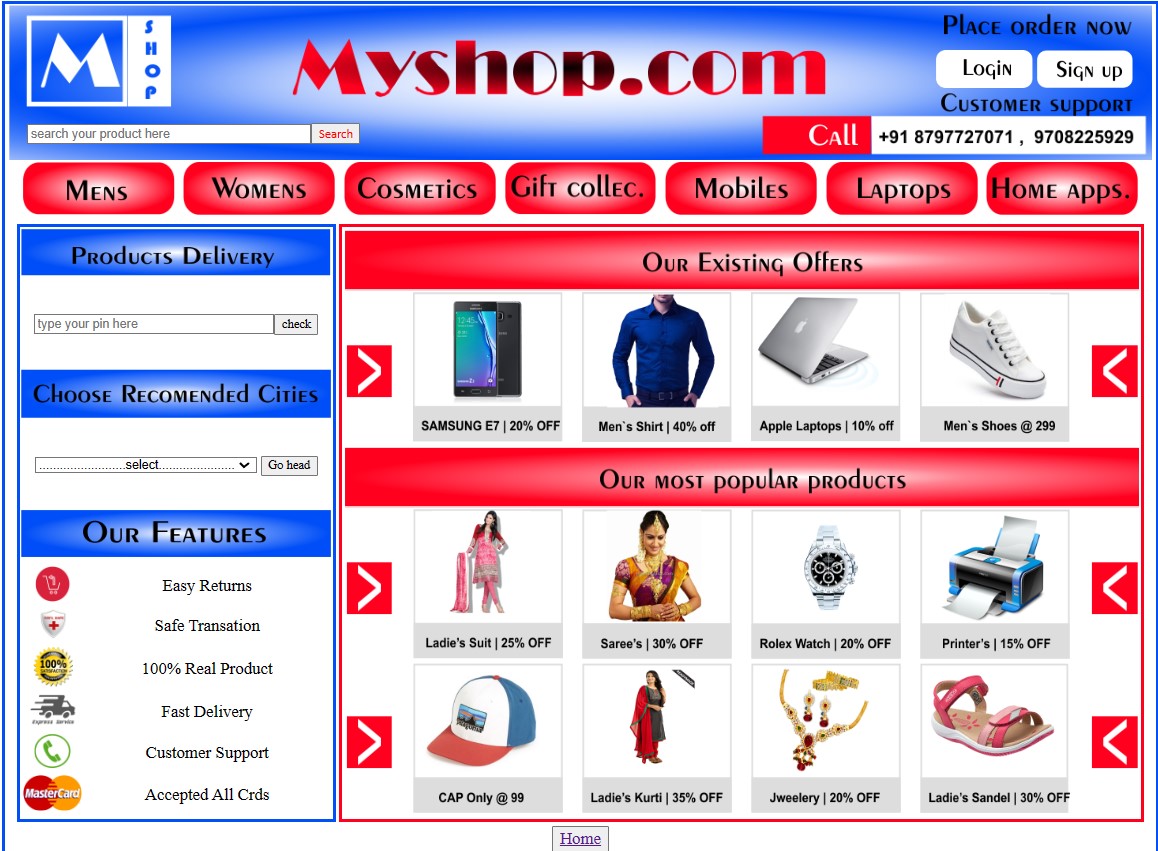 M
SHOP
Myshop.com
Place order now
Login
Sign up
Customer support
search your product here
Search
Call
+91 8797727071 , 9708225929
Mens
Womens
Cosmetics
Gift collec.
Mobiles
Laptops
Home apps.
Products Delivery
type your pin here
check
Choose Recomended Cities
.........................select.....................
Go head
Our Features
Easy Returns
Safe Transation
100%
100% Real Product
Express Service
Fast Delivery
Customer Support
MasterCard
Accepted All Crds
Our Existing Offers
SAMSUNG E7 | 20% OFF
Men`s Shirt | 40% off
Apple Laptops | 10% off
Men`s Shoes @ 299
Our most popular products
Ladie's Suit | 25% OFF
Saree's | 30% OFF
Rolex Watch | 20% OFF
Printer's | 15% OFF
CAP Only @ 99
Ladie's Kurti | 35% OFF
Jweelery | 20% OFF
Ladie's Sandel | 30% OFF
Home